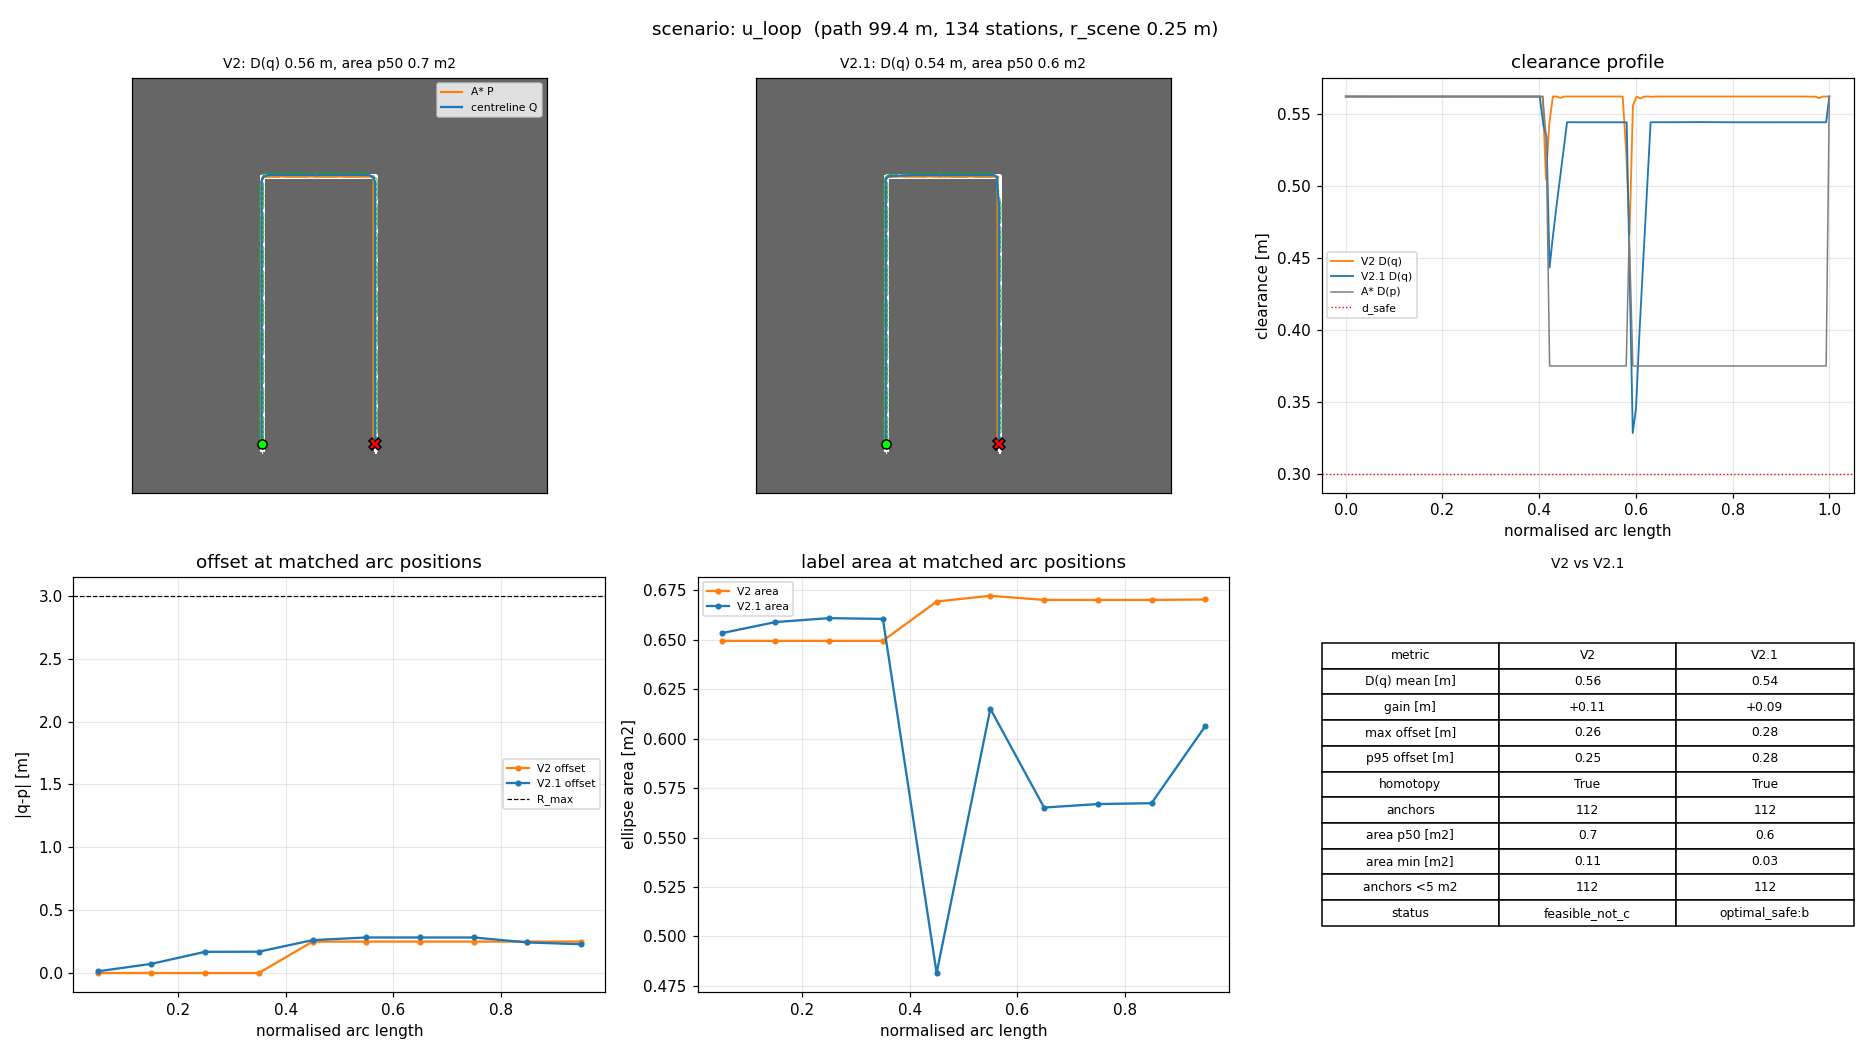 scenario: u_loop  (path 99.4 m, 134 stations, r_scene 0.25 m)
V2: D(q) 0.56 m, area p50 0.7 m2
A* P
centreline Q
V2.1: D(q) 0.54 m, area p50 0.6 m2
clearance profile
clearance [m]
0.55
0.50
0.45
0.40
0.35
0.30
V2 D(q)
V2.1 D(q)
A* D(p)
d_safe
0.0 0.2 0.4 0.6 0.8 1.0
normalised arc length
offset at matched arc positions
|q-p| [m]
3.0
2.5
2.0
1.5
1.0
0.5
0.0
V2 offset
V2.1 offset
R_max
0.2 0.4 0.6 0.8
normalised arc length
label area at matched arc positions
ellipse area [m2]
0.675
0.650
0.625
0.600
0.575
0.550
0.525
0.500
0.475
V2 area
V2.1 area
0.2 0.4 0.6 0.8
normalised arc length
V2 vs V2.1
metric V2 V2.1
D(q) mean [m] 0.56 0.54
gain [m] +0.11 +0.09
max offset [m] 0.26 0.28
p95 offset [m] 0.25 0.28
homotopy True True
anchors 112 112
area p50 [m2] 0.7 0.6
area min [m2] 0.11 0.03
anchors <5 m2 112 112
status feasible_not_c optimal_safe:b